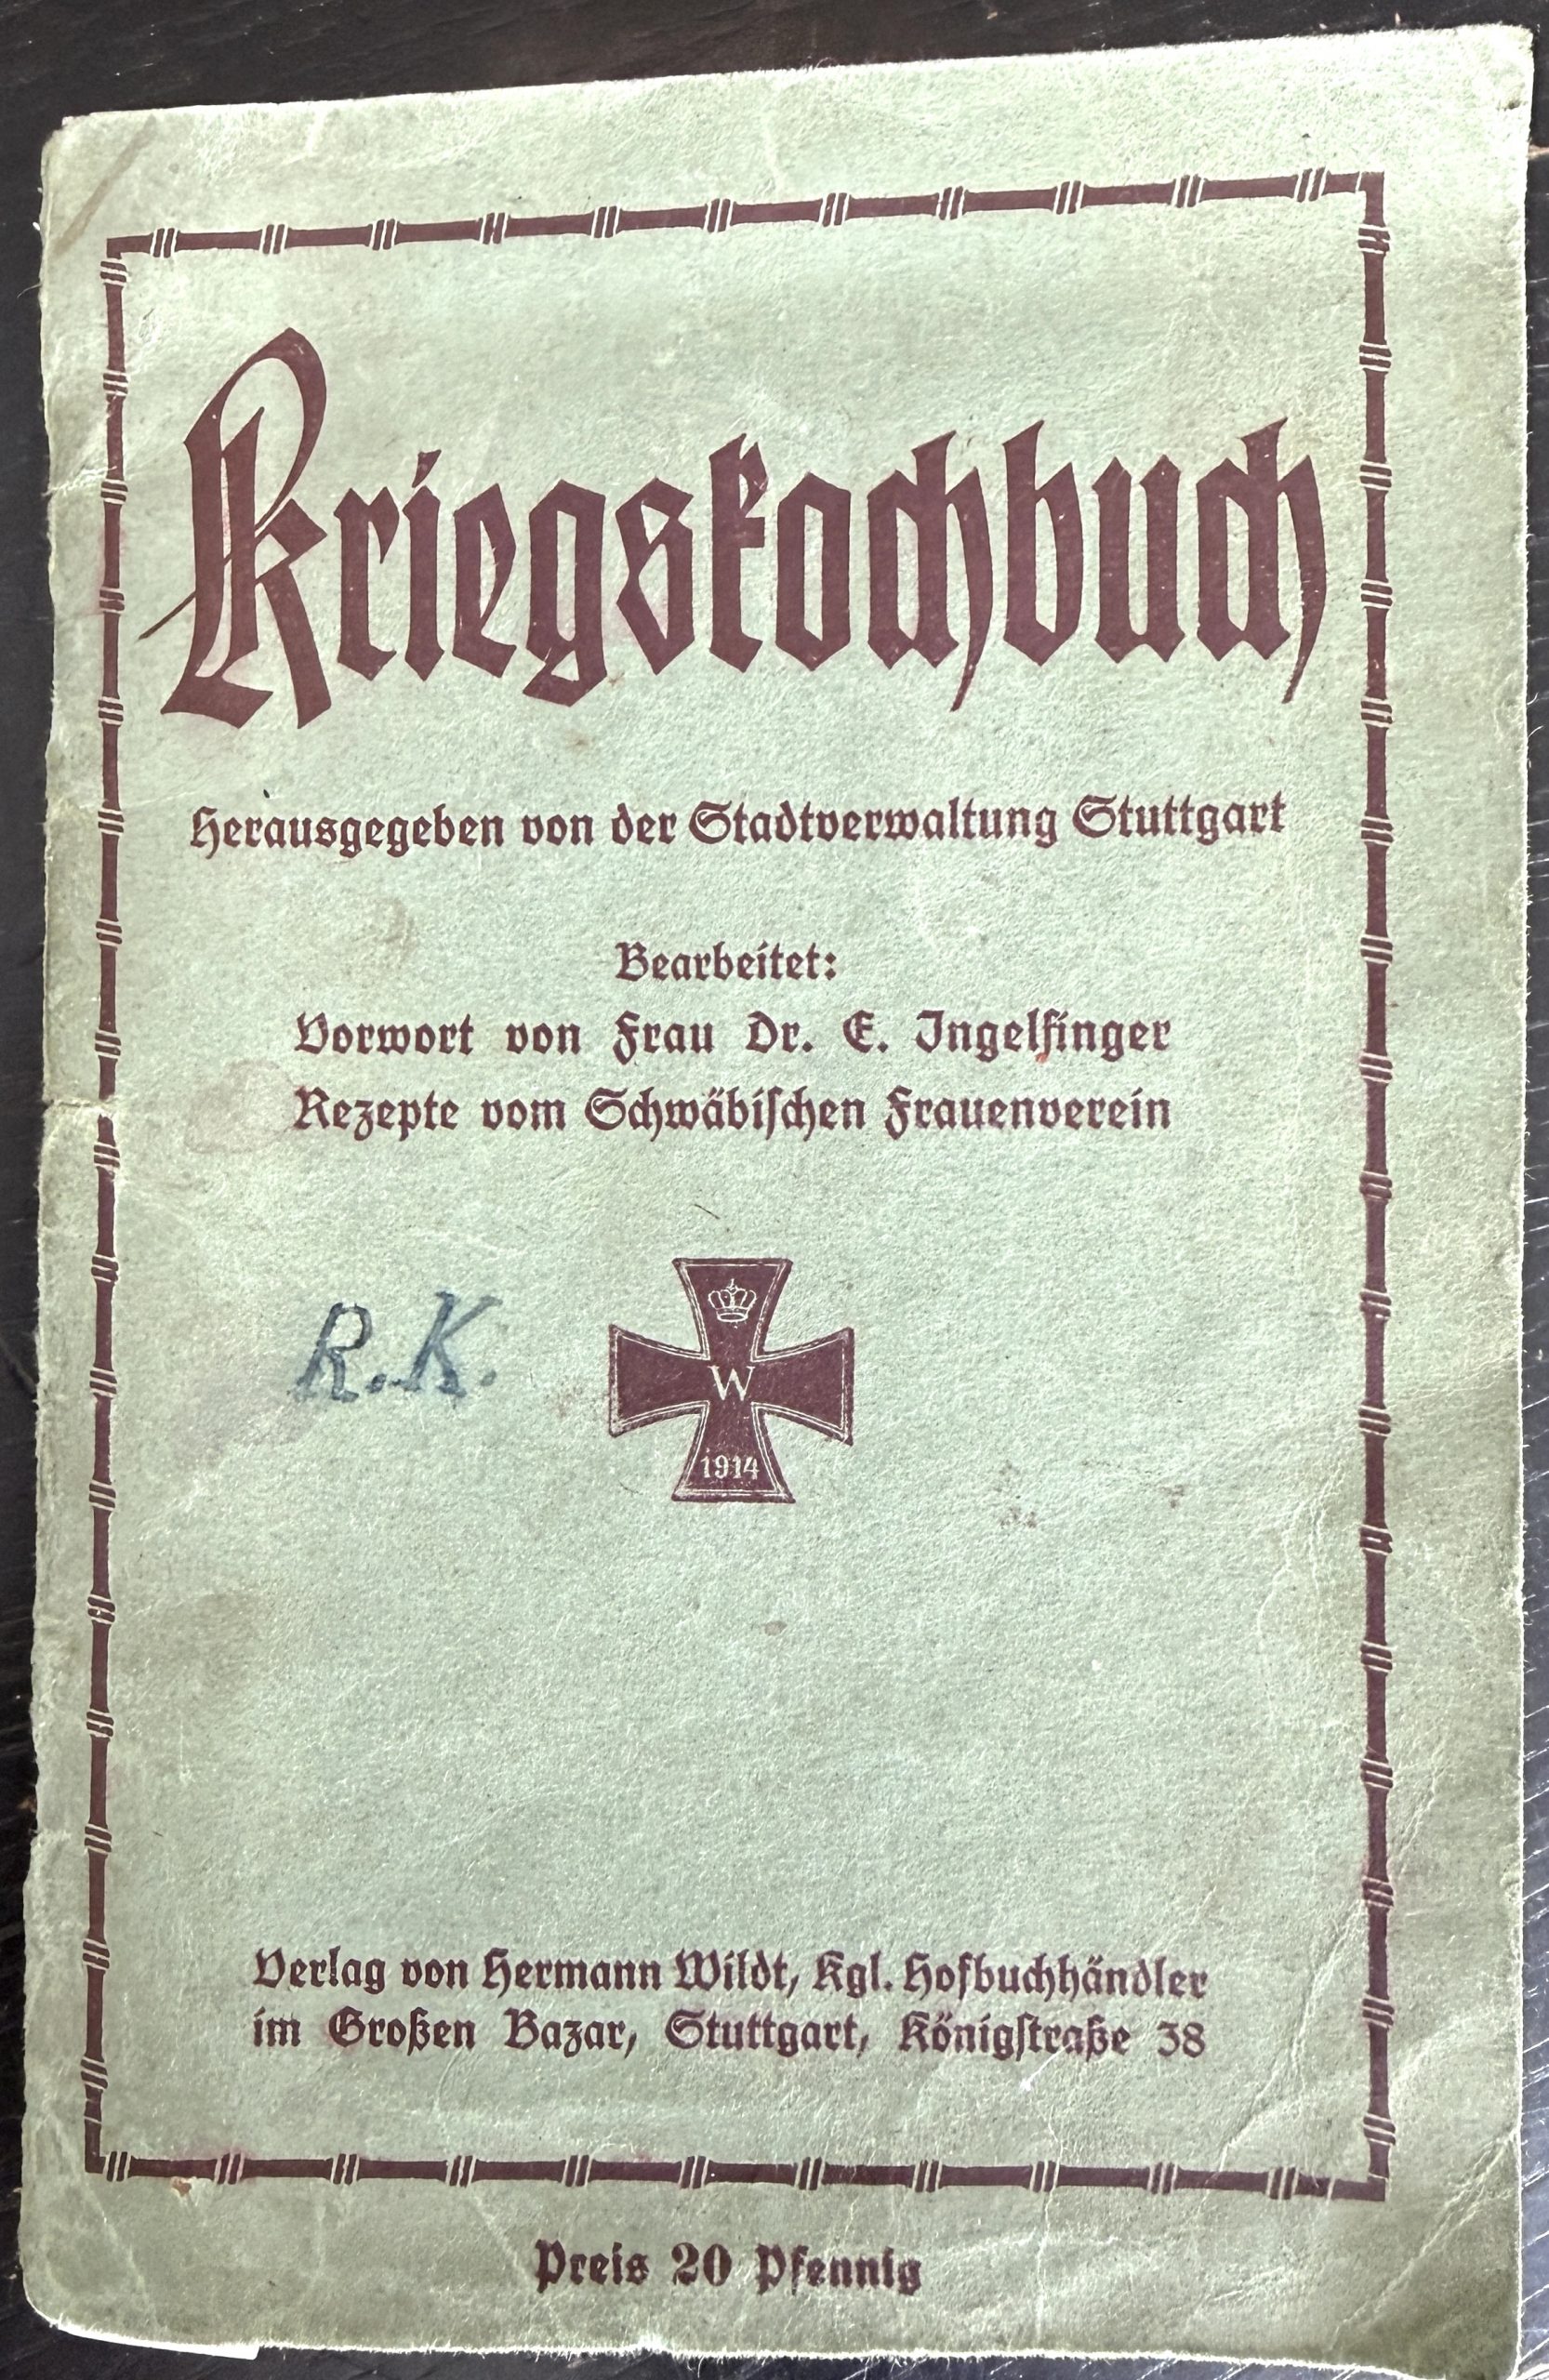 Kriegskochbuch
Herausgegeben von der Stadtverwaltung Stuttgart
Bearbeitet:
Vorwort von Frau Dr. E. Ingelfinger
Rezepte vom Schwäbischen Frauenverein
R.K.
W
1914
Verlag von Hermann Wildt, Kgl. Hofbuchhändler
im Großen Bazar, Stuttgart, Königstraße 38
Preis 20 Pfennig